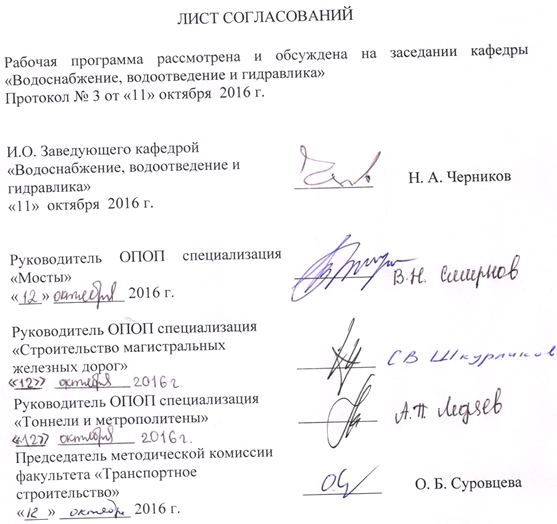 ЛИСТ СОГЛАСОВАНИЙ
Рабочая программа рассмотрена и обсуждена на заседании кафедры
«Водоснабжение, водоотведение и гидравлика»
Протокол № 3 от «11» октября 2016 г.
И.О. Заведующего кафедрой
«Водоснабжение, водоотведение и
гидравлика» Н. А. Черников
«11» октября 2016 г.
Руководитель ОПОП специализация
«Мосты» В.Н. Смирнов
«12» октября 2016 г.
Руководитель ОПОП специализация
«Строительство магистральных
железных дорог» С В Шкурников
«12» октября 2016 г.
Руководитель ОПОП специализация
«Тоннели и метрополитены» А.П Ледяев
«12» октября 2016 г.
Председатель методической комиссии
факультета «Транспортное
строительство» О. Б. Суровцева
«12» октября 2016 г.